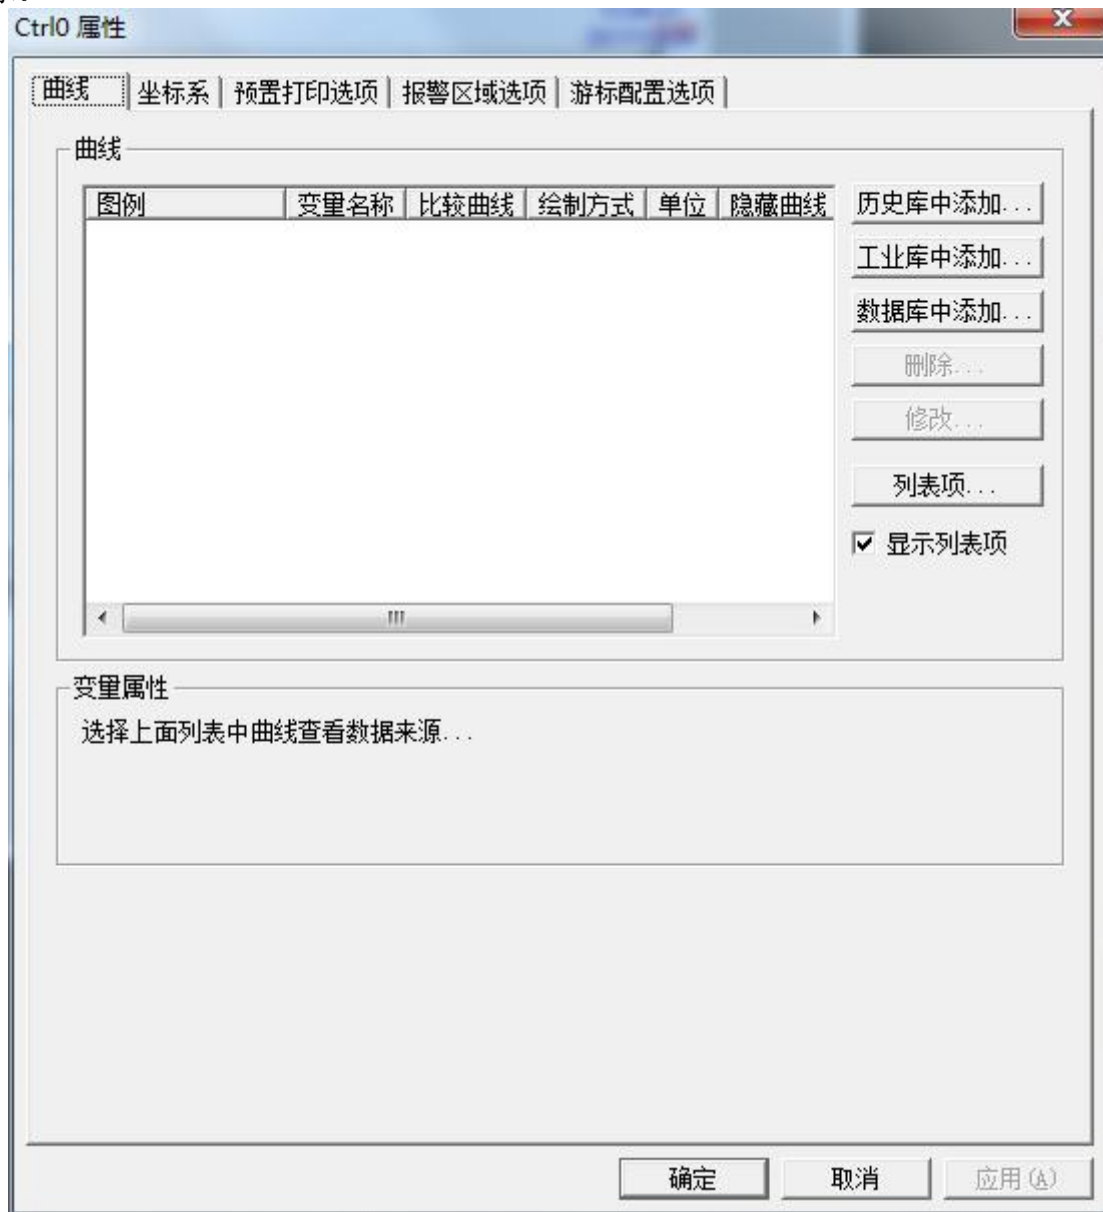 Ctrl0 属性
曲线 坐标系 预置打印选项 报警区域选项 游标配置选项
曲线
图例 变量名称 比较曲线 绘制方式 单位 隐藏曲线
历史库中添加...
工业库中添加...
数据库中添加...
删除...
修改...
列表项...
显示列表项
变量属性
选择上面列表中曲线查看数据来源...
确定 取消 应用(A)